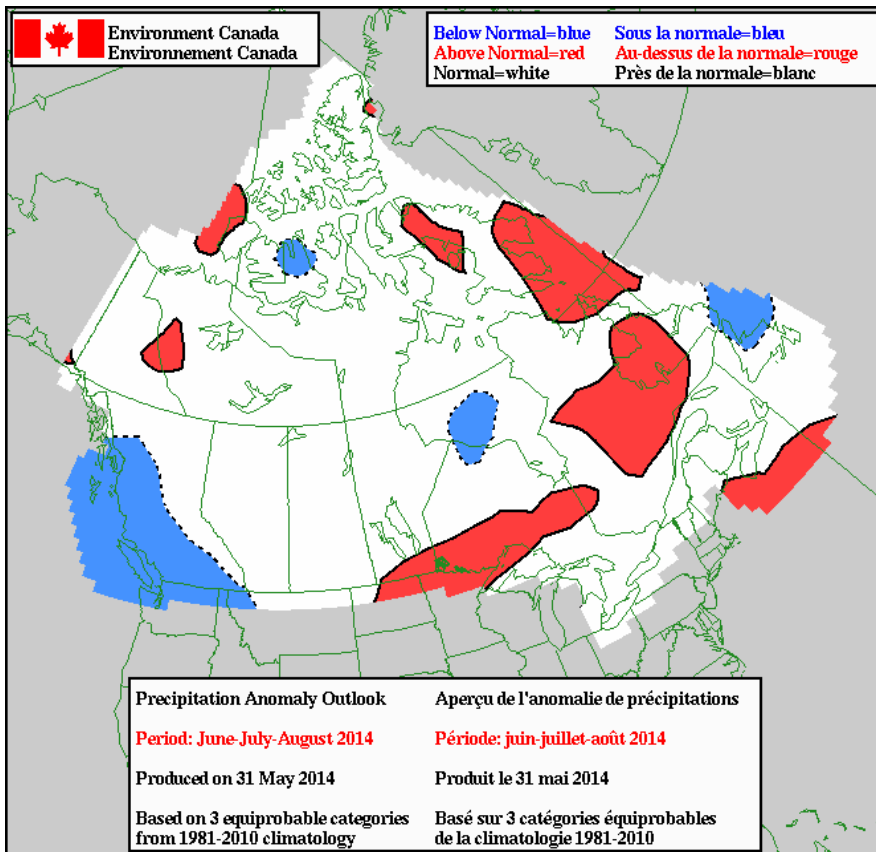 Environment Canada
Environnement Canada
Below Normal=blue
Above Normal=red
Normal=white
Sous la normale=bleu
Au-dessus de la normale=rouge
Près de la normale=blanc
Precipitation Anomaly Outlook
Period: June-July-August 2014
Produced on 31 May 2014
Based on 3 equiprobable categories
from 1981-2010 climatology
Aperçu de l'anomalie de précipitations
Période: juin-juillet-août 2014
Produit le 31 mai 2014
Basé sur 3 catégories équiprobables
de la climatologie 1981-2010